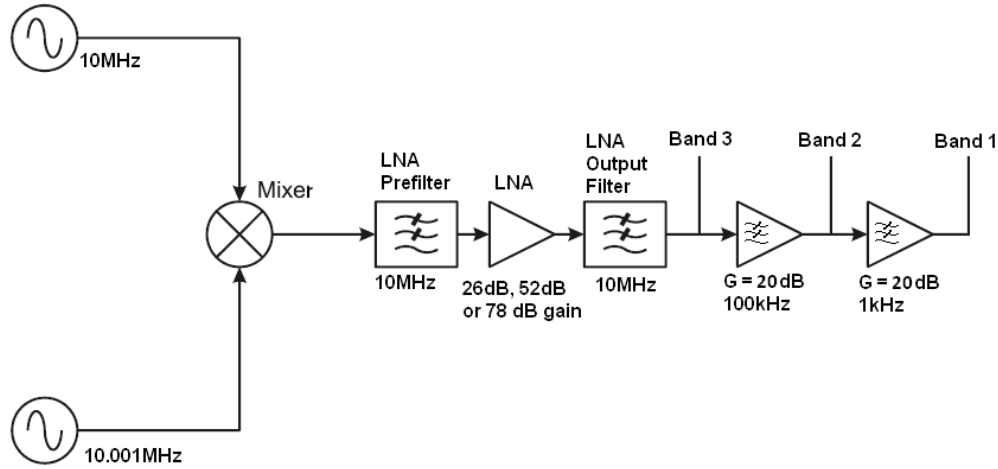 10MHz
Mixer
LNA
Prefilter
10MHz
LNA
26dB, 52dB
or 78 dB gain
LNA
Output
Filter
10MHz
Band 3
G = 20dB
100kHz
Band 2
G = 20dB
1kHz
Band 1
10.001MHz